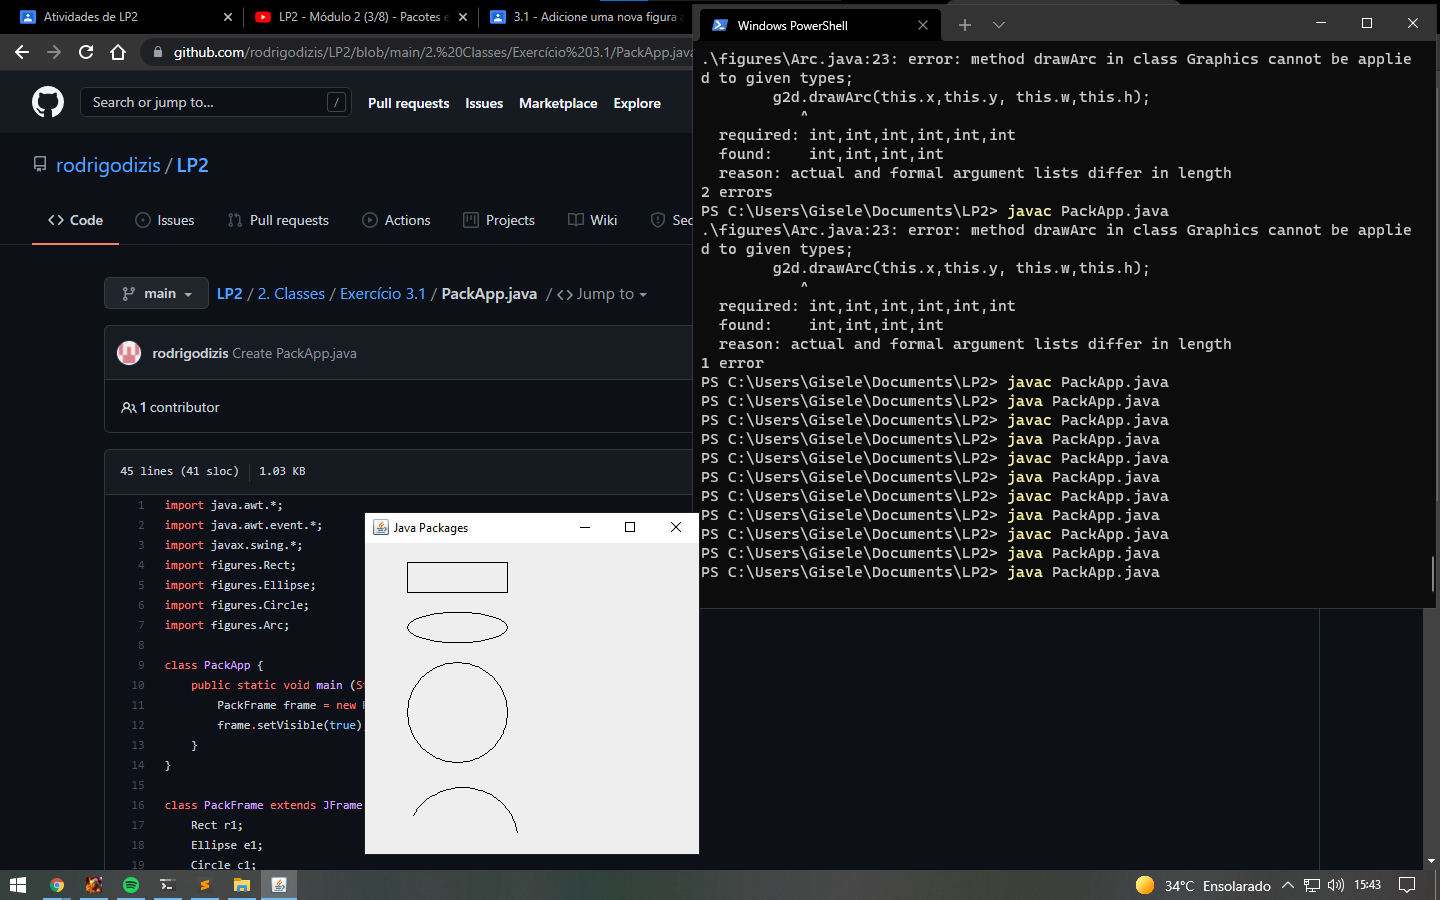 Atividades de LP2
LP2 - Módulo 2 (3/8) - Pacotes e
3.1 - Adicione uma nova figura a
github.com/rodrigodizis/LP2/blob/main/2.%20Classes/Exercício%203.1/PackApp.java
Search or jump to...
/
Pull requests
Issues
Marketplace
Explore
rodrigodizis / LP2
Code
Issues
Pull requests
Actions
Projects
Wiki
Sec
main
LP2 / 2. Classes / Exercício 3.1 / PackApp.java / <> Jump to
rodrigodizis Create PackApp.java
1 contributor
45 lines (41 sloc)
1.03 KB
1 import java.awt.*;
2 import java.awt.event.*;
3 import javax.swing.*;
4 import figures.Rect;
5 import figures.Ellipse;
6 import figures.Circle;
7 import figures.Arc;
8
9 class PackApp {
10 public static void main (St
11 PackFrame frame = new P
12 frame.setVisible(true)
13 }
14 }
15
16 class PackFrame extends JFrame
17 Rect r1;
18 Ellipse e1;
19 Circle c1;
Java Packages
Windows PowerShell
.\figures\Arc.java:23: error: method drawArc in class Graphics cannot be applie
d to given types;
g2d.drawArc(this.x,this.y, this.w,this.h);
^
required: int,int,int,int,int,int
found: int,int,int,int
reason: actual and formal argument lists differ in length
2 errors
PS C:\Users\Gisele\Documents\LP2> javac PackApp.java
.\figures\Arc.java:23: error: method drawArc in class Graphics cannot be applie
d to given types;
g2d.drawArc(this.x,this.y, this.w,this.h);
^
required: int,int,int,int,int,int
found: int,int,int,int
reason: actual and formal argument lists differ in length
1 error
PS C:\Users\Gisele\Documents\LP2> javac PackApp.java
PS C:\Users\Gisele\Documents\LP2> java PackApp.java
PS C:\Users\Gisele\Documents\LP2> javac PackApp.java
PS C:\Users\Gisele\Documents\LP2> java PackApp.java
PS C:\Users\Gisele\Documents\LP2> javac PackApp.java
PS C:\Users\Gisele\Documents\LP2> java PackApp.java
PS C:\Users\Gisele\Documents\LP2> javac PackApp.java
PS C:\Users\Gisele\Documents\LP2> java PackApp.java
PS C:\Users\Gisele\Documents\LP2> javac PackApp.java
PS C:\Users\Gisele\Documents\LP2> java PackApp.java
PS C:\Users\Gisele\Documents\LP2> java PackApp.java
34°C Ensolarado
15:43